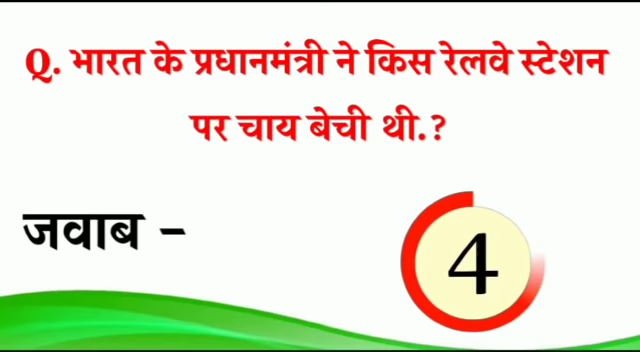 Q. भारत के प्रधानमंत्री ने किस रेलवे स्टेशन
पर चाय बेची थी.?
जवाब -
4